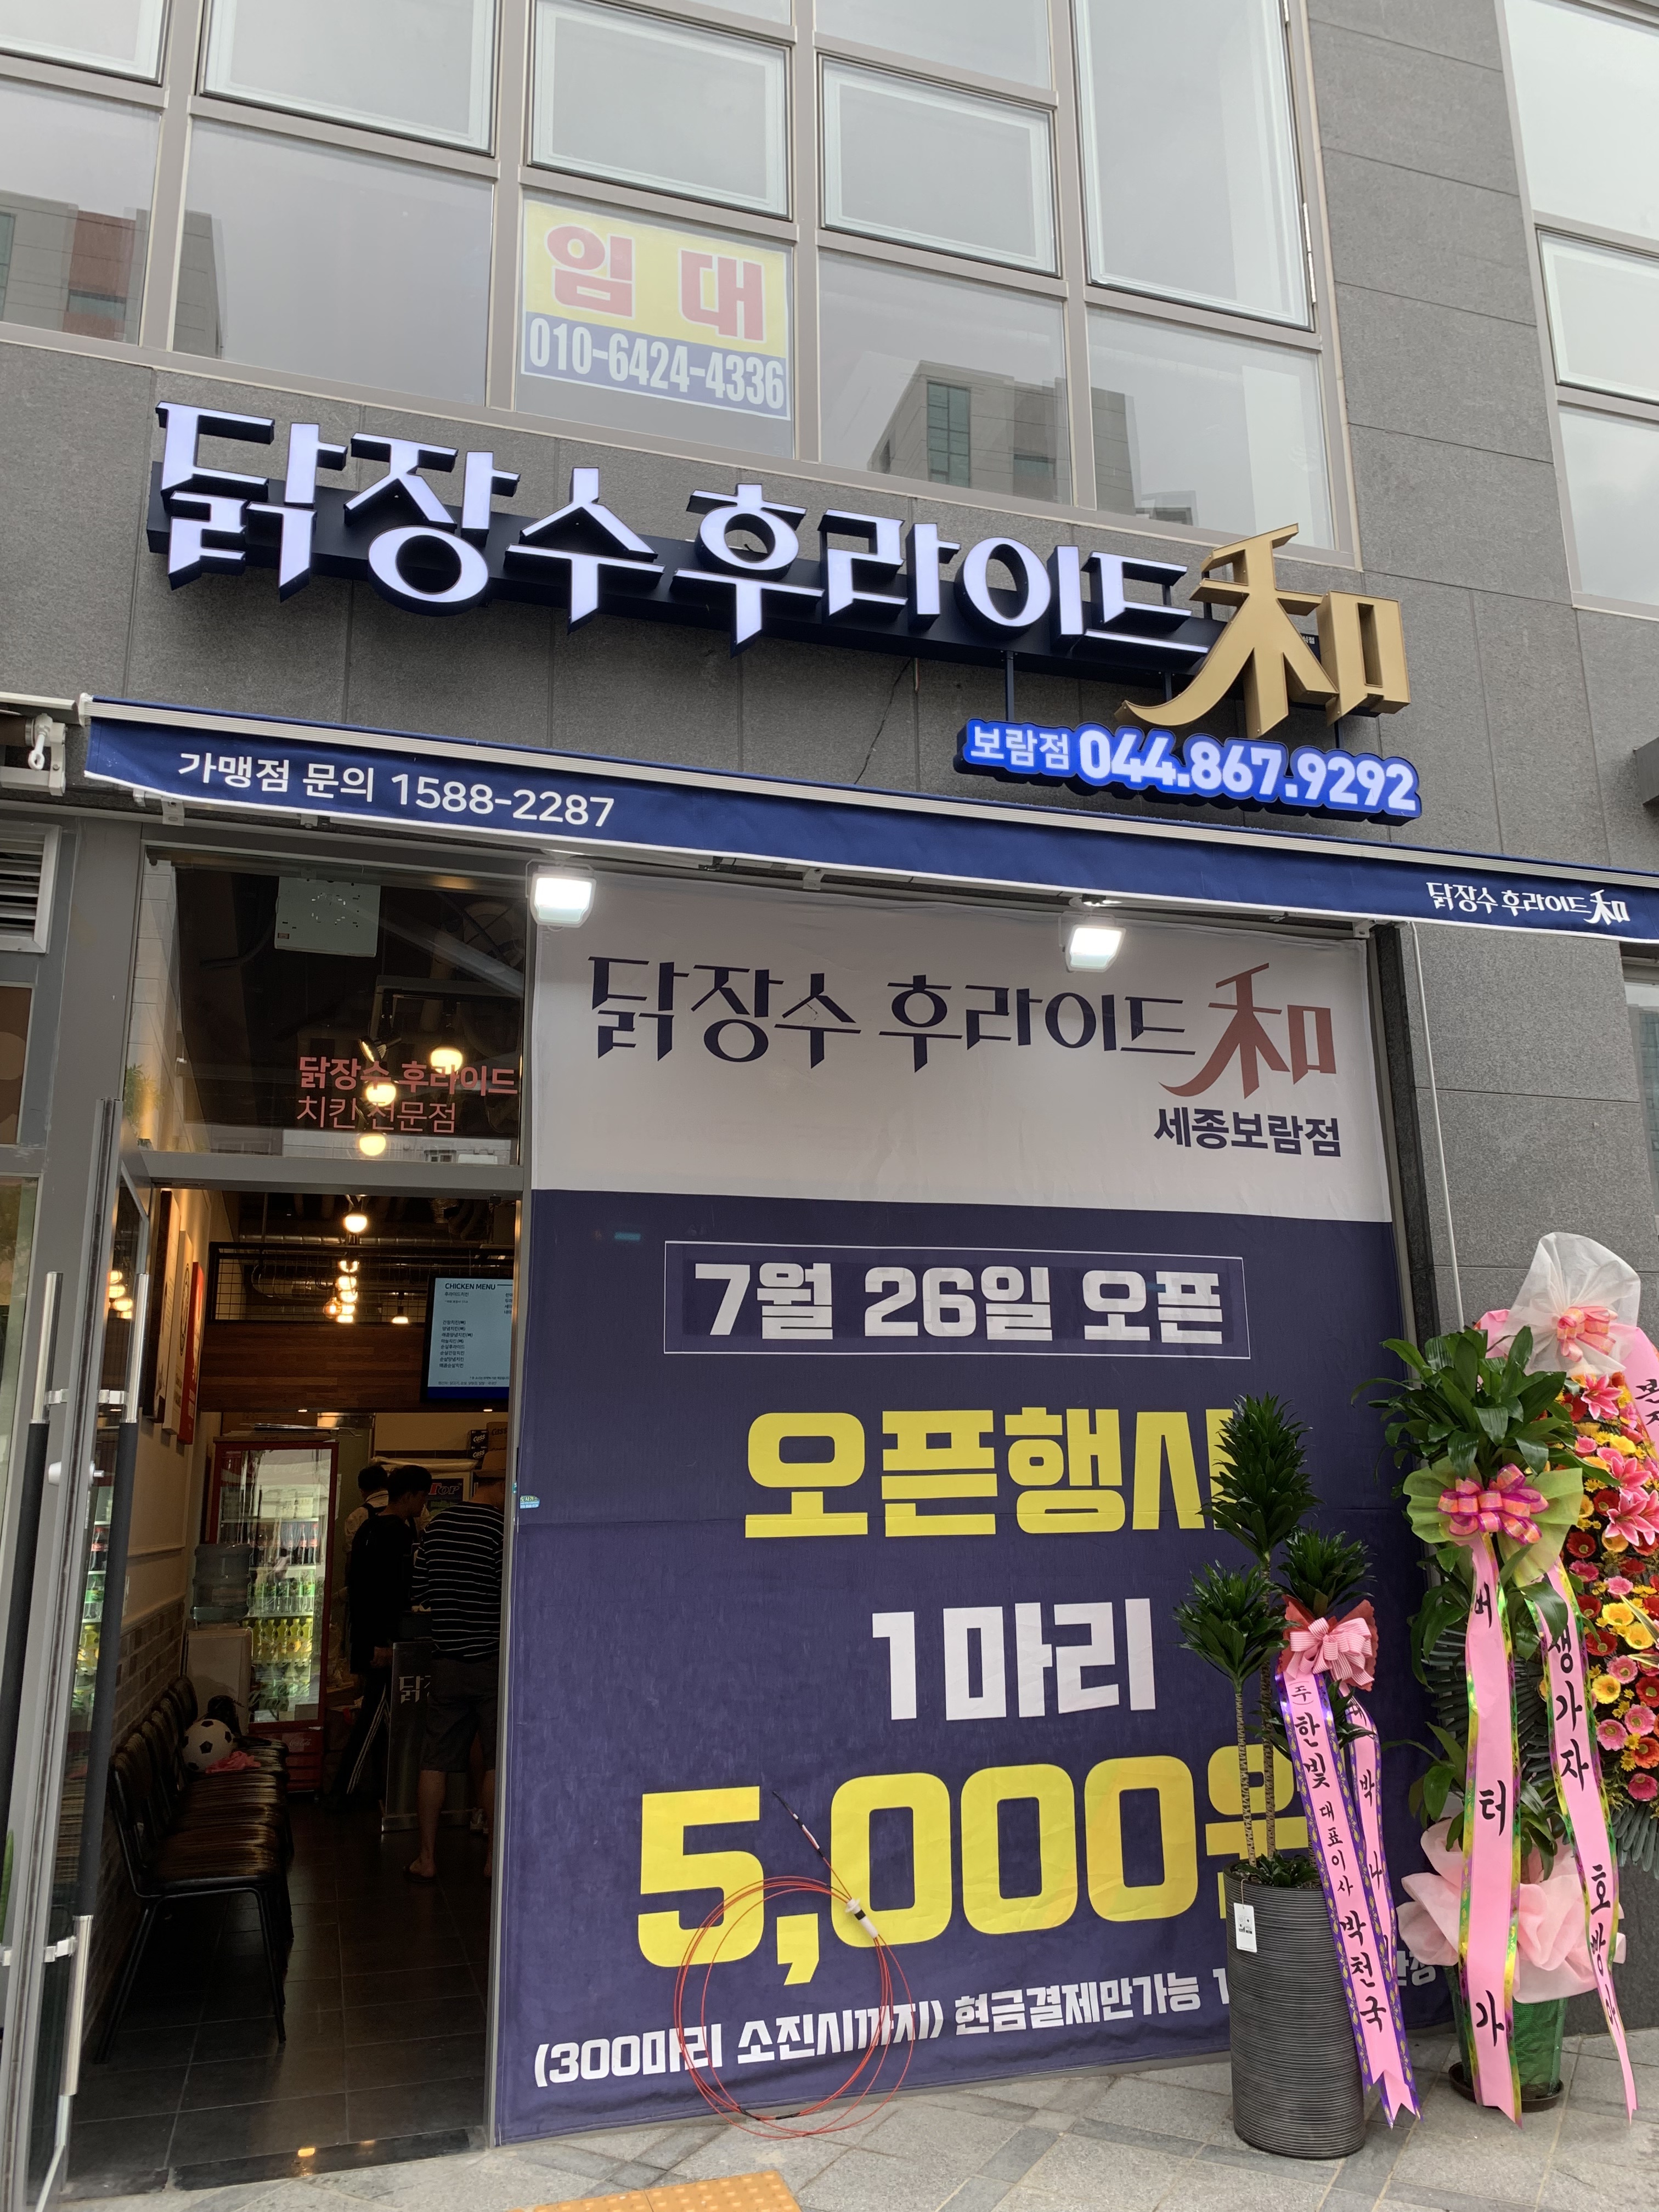 임 대
010-6424-4336
닭장수후라이드和
보람점 044.867.9292
가맹점 문의 1588-2287
닭장수 후라이드和
닭장수 후라이드
치킨 전문점
닭장수 후라이드和
세종보람점
7월 26일 오픈
오픈행사
1마리
5,000원
(300마리 소진시까지) 현금결제만가능
CHICKEN MENU
(주)한빛 대표이사 박천국